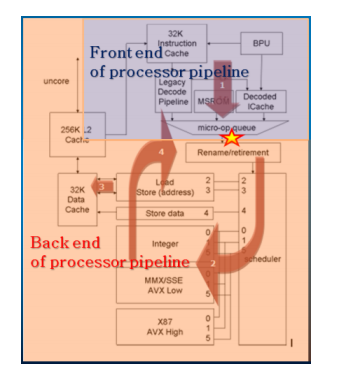 32K
Instruction
Cache
BPU
Front end
of processor pipeline
uncore
Legacy
Decode
Pipeline
1
MSROM
Decoded
ICache
256K L2
Cache
micro-op queue
4
Rename/retirement
32K
Data
Cache
3
Load
Store (address)
2
3
2
3
Store data
4
4
Back end
of processor pipeline
Integer
0
1
5
0
1
5
2
scheduler
MMX/SSE
AVX Low
0
5
X87
AVX High
0
1
5